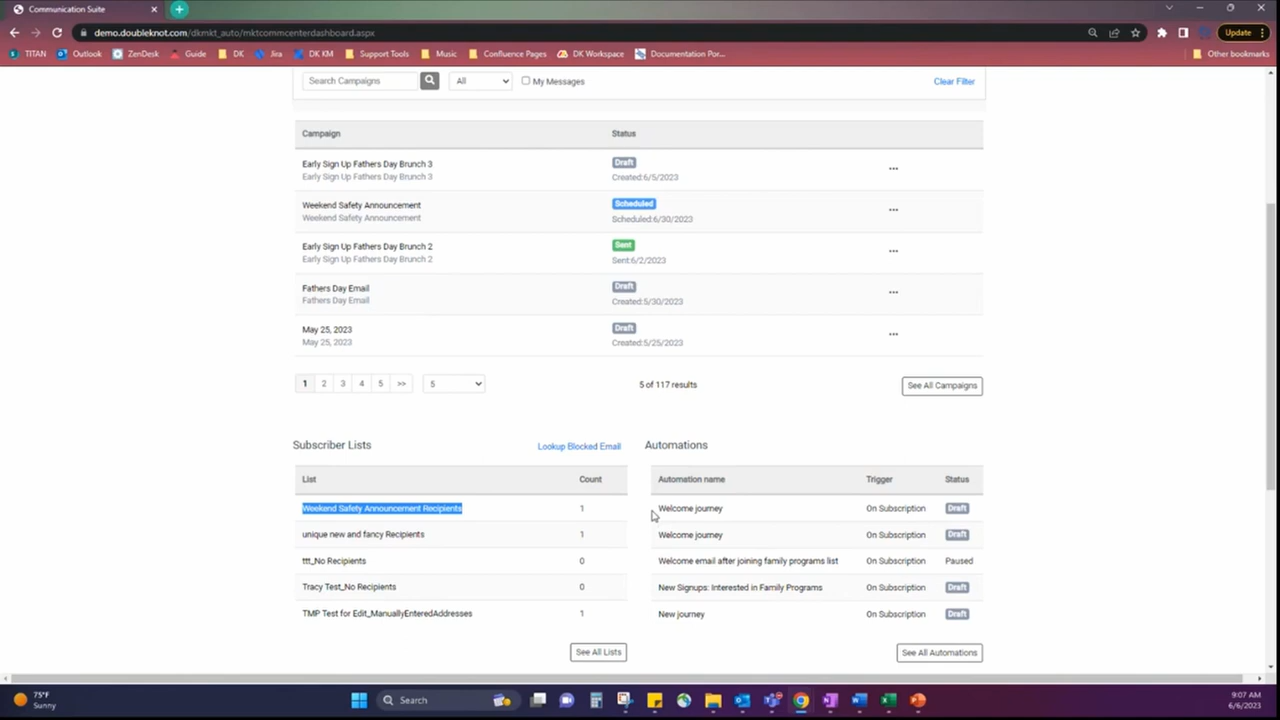 Communication Suite
demo.doubleknot.com/dkmkt_auto/mktcommcenterdashboard.aspx
Update
TITAN Outlook ZenDesk Guide DK Jira DK KM Support Tools Music Confluence Pages DK Workspace Documentation Por... Other bookmarks
Search Campaigns All My Messages Clear Filter
Campaign Status
Early Sign Up Fathers Day Brunch 3 Draft
Early Sign Up Fathers Day Brunch 3 Created:6/5/2023
Weekend Safety Announcement Scheduled
Weekend Safety Announcement Scheduled:6/30/2023
Early Sign Up Fathers Day Brunch 2 Sent
Early Sign Up Fathers Day Brunch 2 Sent:6/2/2023
Fathers Day Email Draft
Fathers Day Email Created:5/30/2023
May 25, 2023 Draft
May 25, 2023 Created:5/25/2023
1 2 3 4 5 >> 5 5 of 117 results See All Campaigns
Subscriber Lists Lookup Blocked Email Automations
List Count Automation name Trigger Status
Weekend Safety Announcement Recipients 1 Welcome journey On Subscription Draft
unique new and fancy Recipients 1 Welcome journey On Subscription Draft
ttt_No Recipients 0 Welcome email after joining family programs list On Subscription Paused
Tracy Test_No Recipients 0 New Signups: Interested in Family Programs On Subscription Draft
TMP Test for Edit_ManuallyEnteredAddresses 1 New journey On Subscription Draft
See All Lists See All Automations
75°F
Sunny
Search
9:07 AM
6/6/2023